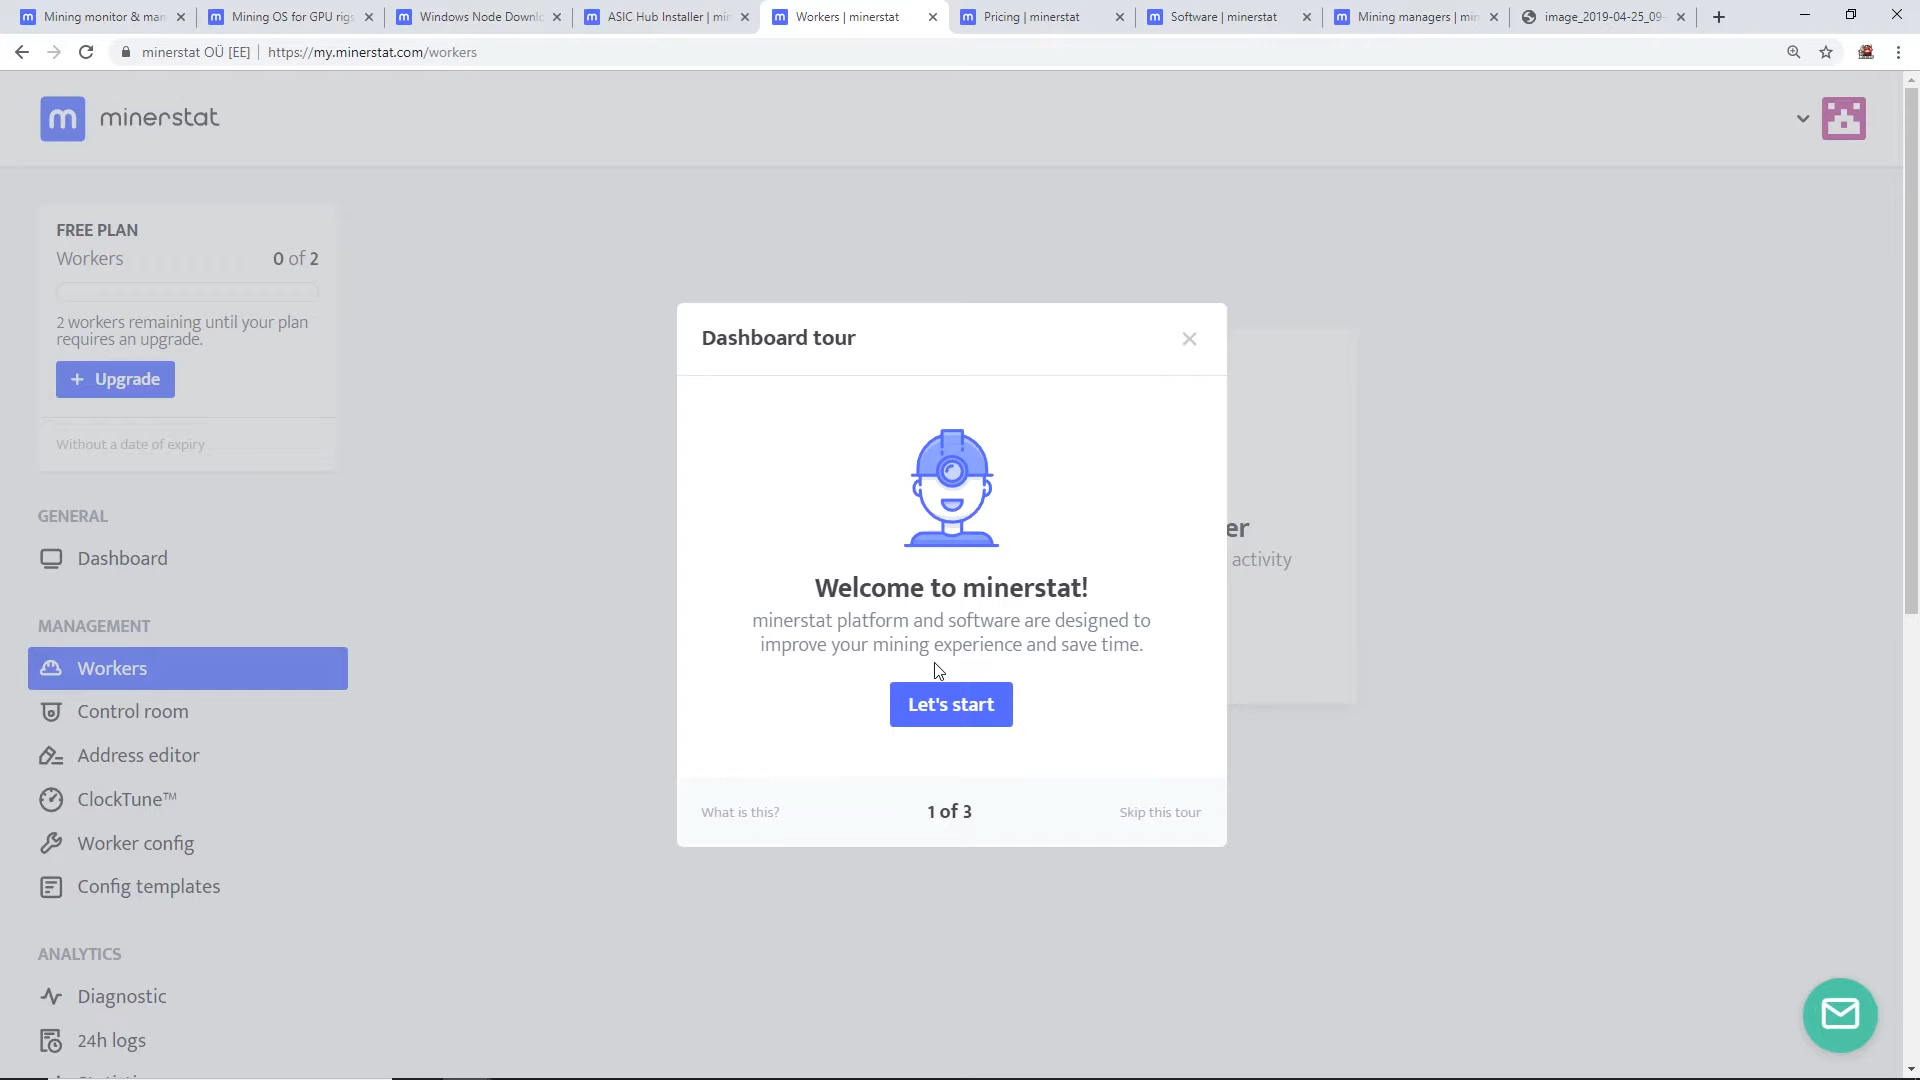 Mining monitor & man
Mining OS for GPU rigs
Windows Node Downlo
ASIC Hub Installer | min
Workers | minerstat
Pricing | minerstat
Software | minerstat
Mining managers | min
image_2019-04-25_09-
minerstat OÜ [EE] | https://my.minerstat.com/workers
m minerstat
FREE PLAN
Workers 0 of 2
2 workers remaining until your plan
requires an upgrade.
+ Upgrade
Without a date of expiry
GENERAL
Dashboard
MANAGEMENT
Workers
Control room
Address editor
ClockTune™
Worker config
Config templates
ANALYTICS
Diagnostic
24h logs
Dashboard tour
Welcome to minerstat!
minerstat platform and software are designed to
improve your mining experience and save time.
Let's start
What is this?
1 of 3
Skip this tour
er
activity